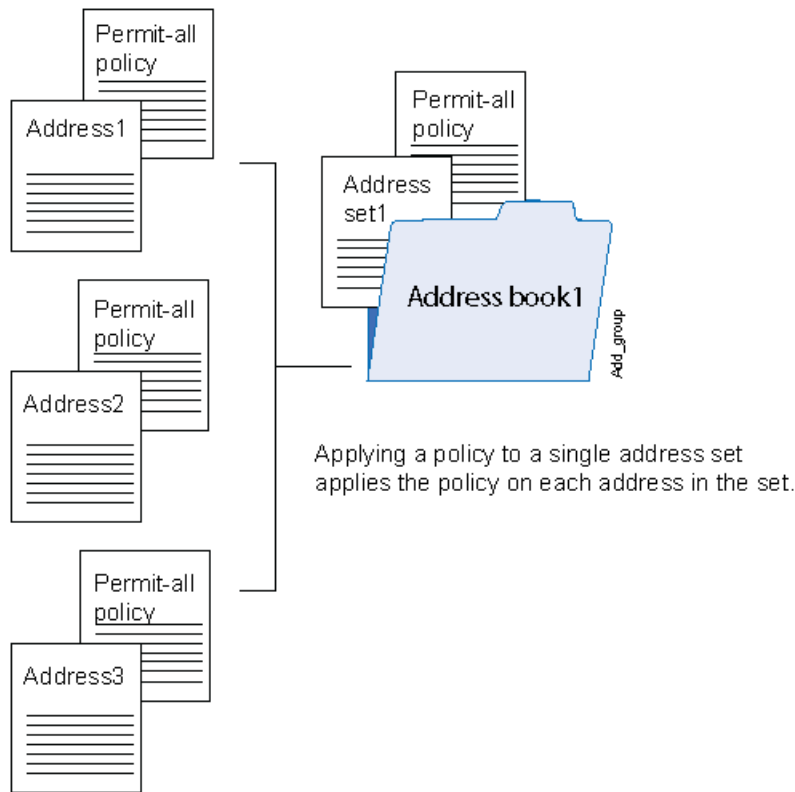 Permit-all
policy
Address1
Permit-all
policy
Address2
Permit-all
policy
Address3
Permit-all
policy
Address
set1
Address book1
Add_group
Applying a policy to a single address set
applies the policy on each address in the set.